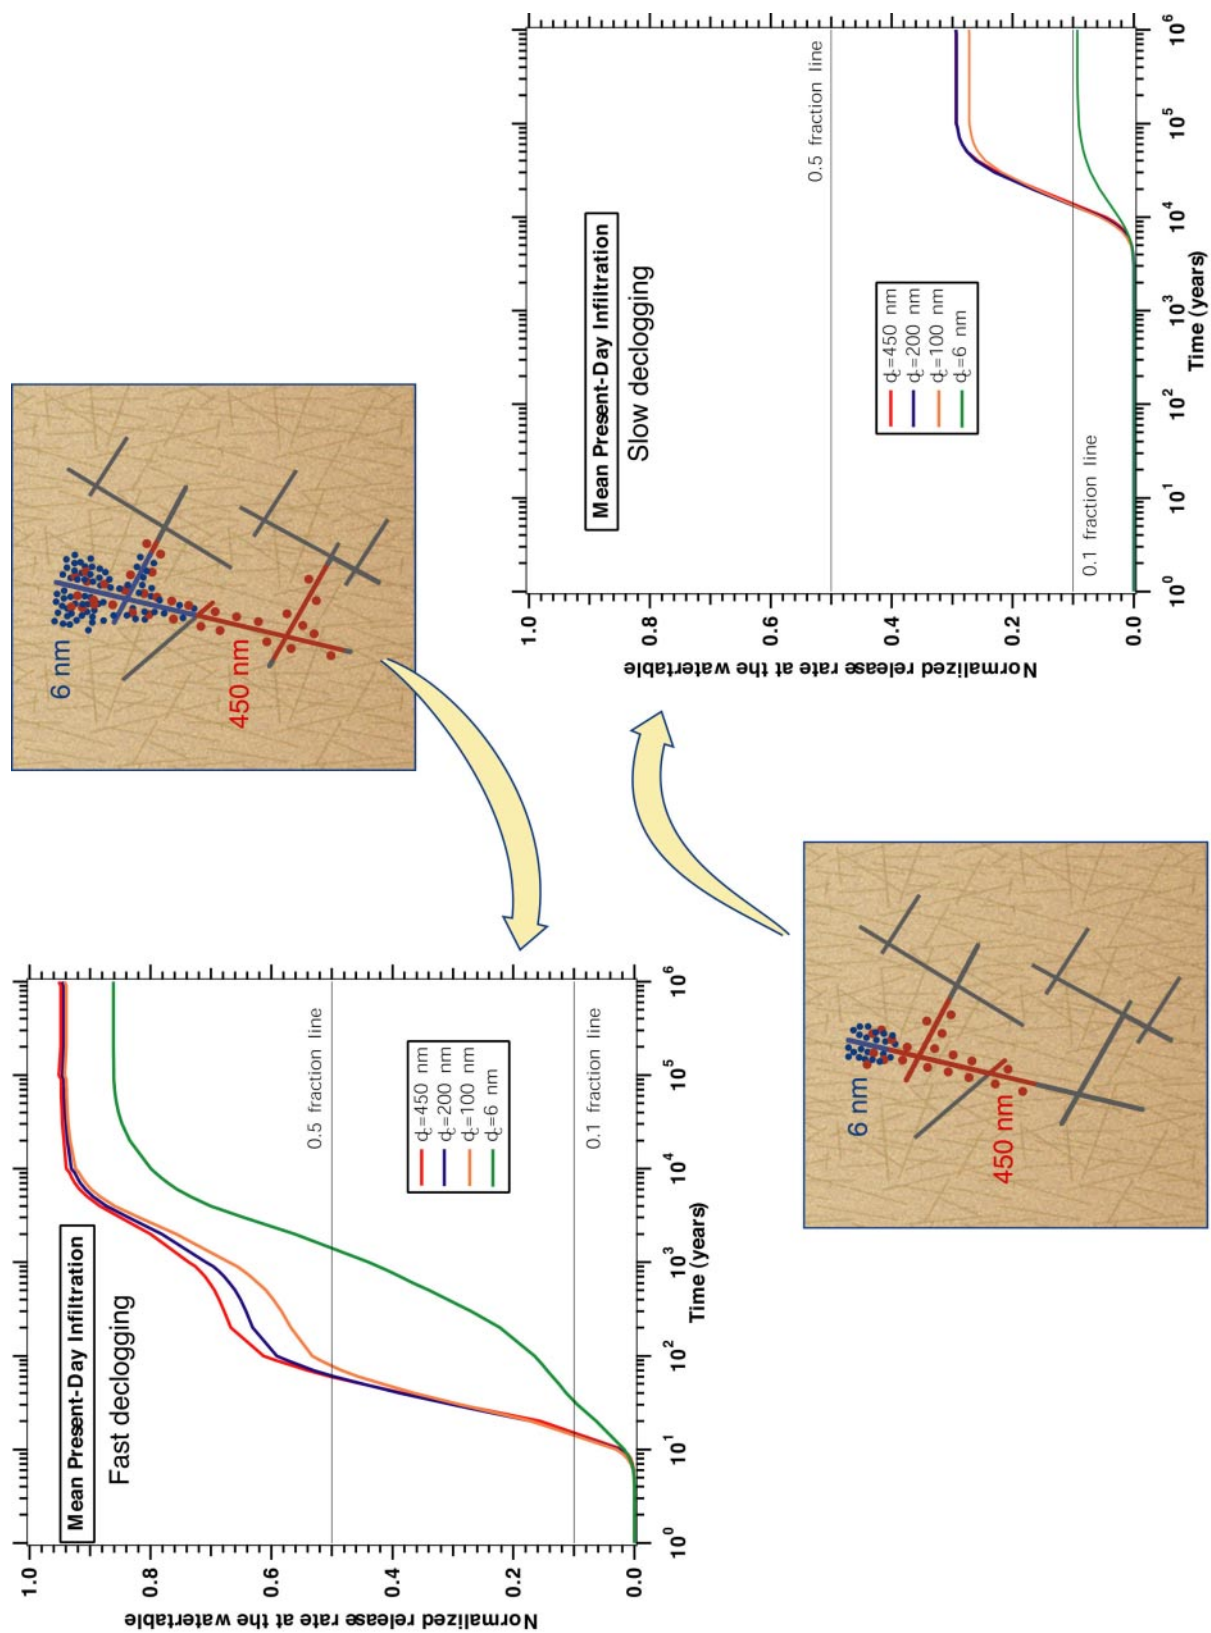 Mean Present-Day Infiltration
Fast declogging
Normalized release rate at the watertable
1.0
0.8
0.6
0.4
0.2
0.0
0.5 fraction line
0.1 fraction line
dc=450 nm
dc=200 nm
dc=100 nm
dc=6 nm
10^0 10^1 10^2 10^3 10^4 10^5 10^6
Time (years)
6 nm
450 nm
6 nm
450 nm
Mean Present-Day Infiltration
Slow declogging
Normalized release rate at the watertable
1.0
0.8
0.6
0.4
0.2
0.0
0.5 fraction line
0.1 fraction line
dc=450 nm
dc=200 nm
dc=100 nm
dc=6 nm
10^0 10^1 10^2 10^3 10^4 10^5 10^6
Time (years)